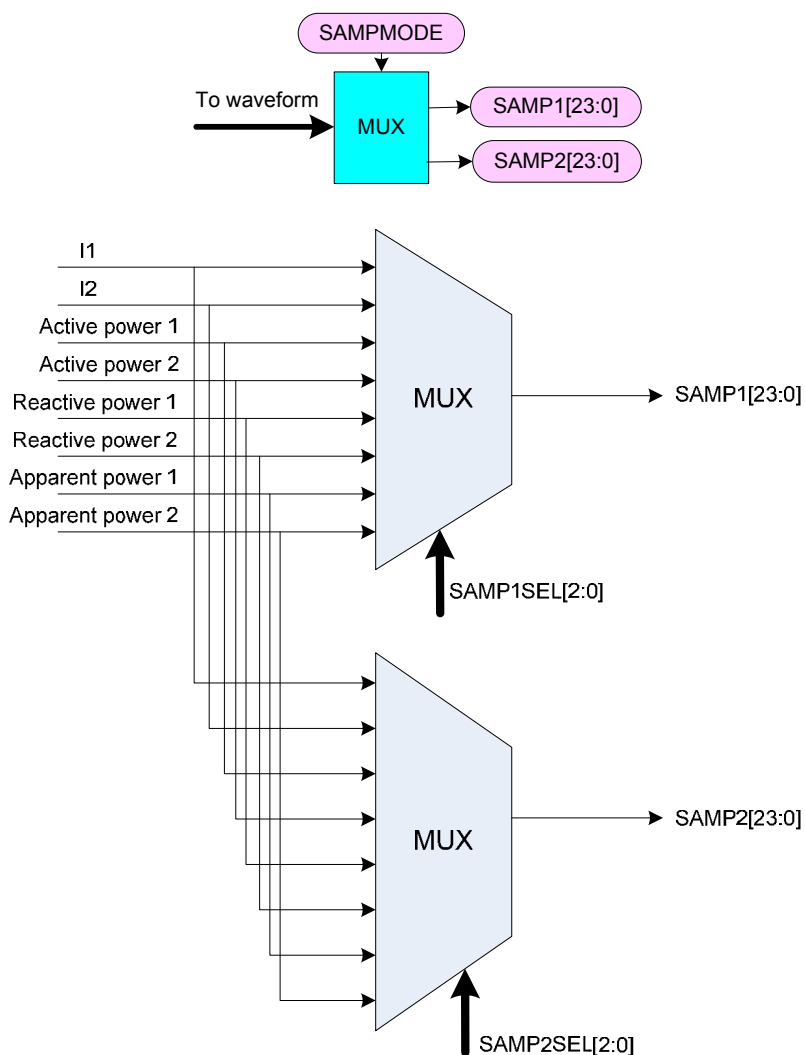 SAMPMODE
To waveform
MUX
SAMP1[23:0]
SAMP2[23:0]
I1
I2
Active power 1
Active power 2
Reactive power 1
Reactive power 2
Apparent power 1
Apparent power 2
MUX
SAMP1[23:0]
SAMP1SEL[2:0]
MUX
SAMP2[23:0]
SAMP2SEL[2:0]